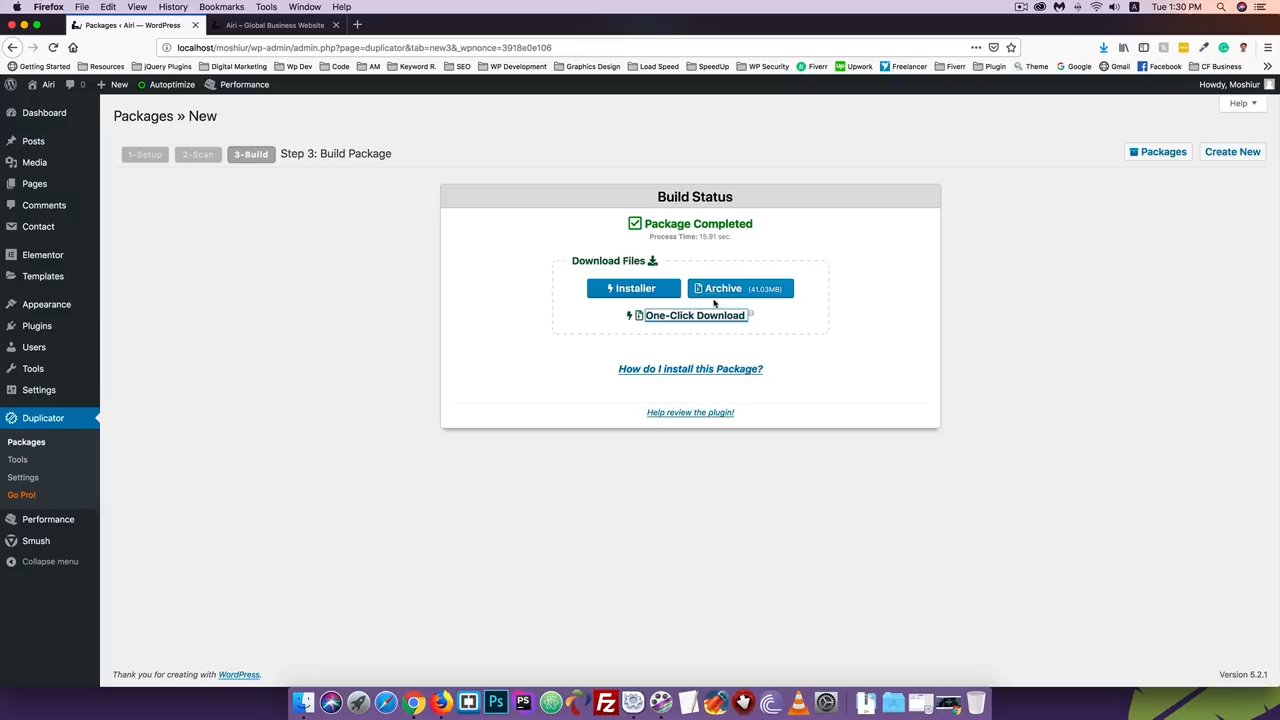 Firefox File Edit View History Bookmarks Tools Window Help Tue 1:30 PM
Packages ‹ Airi — WordPress Airi – Global Business Website
localhost/moshiur/wp-admin/admin.php?page=duplicator&tab=new3&_wpnonce=3918e0e106
Getting Started Resources jQuery Plugins Digital Marketing Wp Dev Code AM Keyword R. SEO WP Development Graphics Design Load Speed SpeedUp WP Security Fiverr Upwork Freelancer Fiverr Plugin Theme Google Gmail Facebook CF Business
Airi 0 New Autoptimize Performance Howdy, Moshiur
Help
Dashboard
Posts
Media
Pages
Comments
Contact
Elementor
Templates
Appearance
Plugins
Users
Tools
Settings
Duplicator
Packages
Tools
Settings
Go Pro!
Performance
Smush
Collapse menu
Packages » New
1-Setup 2-Scan 3-Build Step 3: Build Package
Packages Create New
Build Status
Package Completed
Process Time: 15.91 sec.
Download Files
Installer Archive (41.03MB)
One-Click Download
How do I install this Package?
Help review the plugin!
Thank you for creating with WordPress. Version 5.2.1